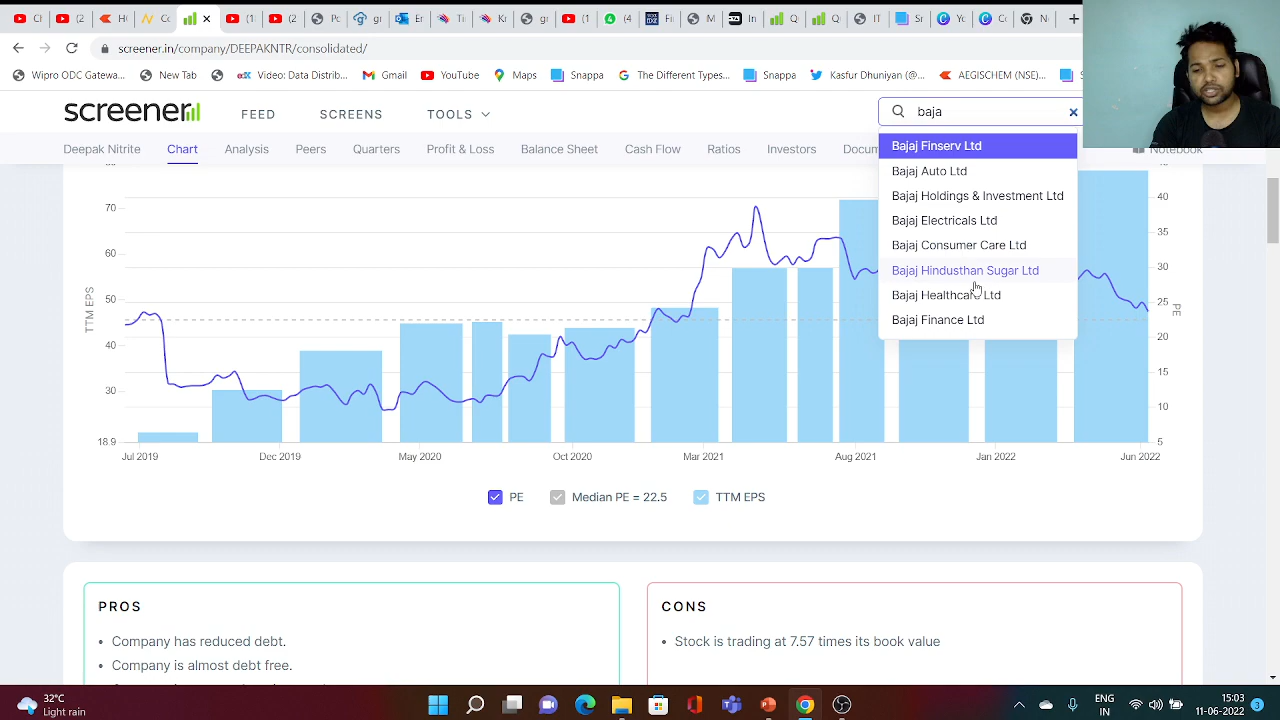 screener.in/company/DEEPAKNTR/consolidated/
Wipro ODC Gatewa...
New Tab
Video: Data Distrib...
Gmail
YouTube
Maps
Snappa
The Different Types...
Snappa
Kasfur Dhuniyan (@...
AEGISCHEM (NSE)...
screener
FEED
SCREENS
TOOLS
baja
Deepak Nitrite
Chart
Analysis
Peers
Quarters
Profit & Loss
Balance Sheet
Cash Flow
Ratios
Investors
Docum
Notebook
Bajaj Finserv Ltd
Bajaj Auto Ltd
Bajaj Holdings & Investment Ltd
Bajaj Electricals Ltd
Bajaj Consumer Care Ltd
Bajaj Hindusthan Sugar Ltd
Bajaj Healthcare Ltd
Bajaj Finance Ltd
TTM EPS
70
60
50
40
30
18.9
40
35
30
25
20
15
10
5
PE
Jul 2019
Dec 2019
May 2020
Oct 2020
Mar 2021
Aug 2021
Jan 2022
Jun 2022
PE
Median PE = 22.5
TTM EPS
PROS
Company has reduced debt.
Company is almost debt free.
CONS
Stock is trading at 7.57 times its book value
32°C
Light rain
ENG
IN
15:03
11-06-2022
3